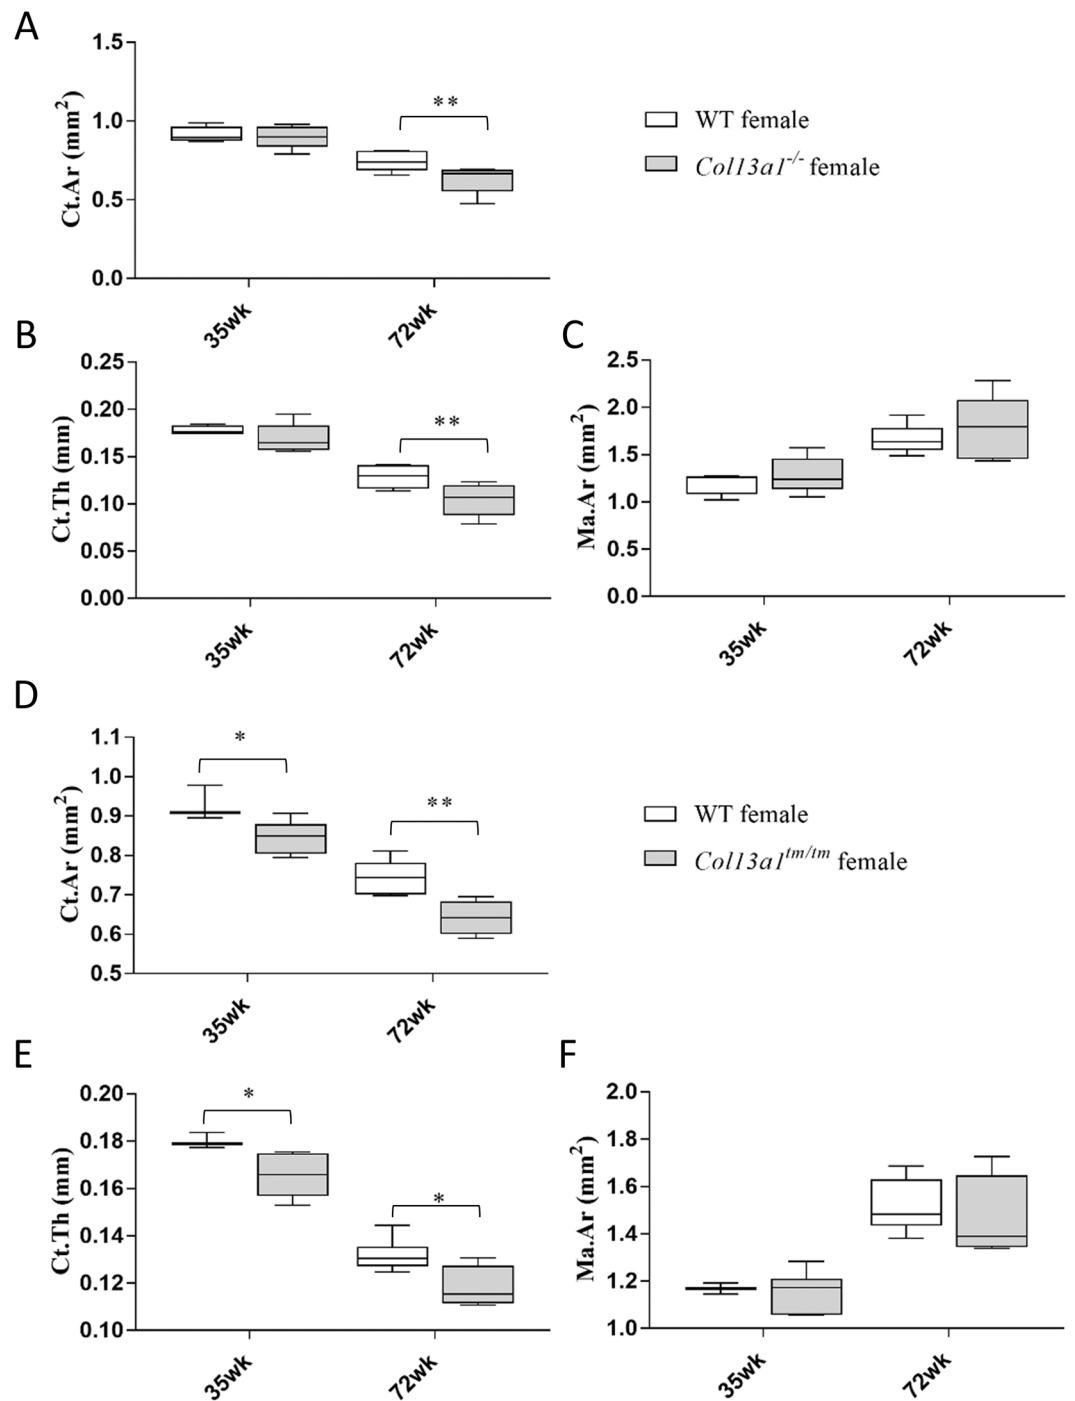 A
1.5
1.0
0.5
0.0
Ct.Ar (mm²)
**
35wk
72wk
WT female
Col13a1-/- female
B
0.25
0.20
0.15
0.10
0.05
0.00
Ct.Th (mm)
**
35wk
72wk
C
2.5
2.0
1.5
1.0
0.5
0.0
Ma.Ar (mm²)
35wk
72wk
D
1.1
1.0
0.9
0.8
0.7
0.6
0.5
Ct.Ar (mm²)
*
**
35wk
72wk
WT female
Col13a1tm/tm female
E
0.20
0.18
0.16
0.14
0.12
0.10
Ct.Th (mm)
*
*
35wk
72wk
F
2.0
1.8
1.6
1.4
1.2
1.0
Ma.Ar (mm²)
35wk
72wk